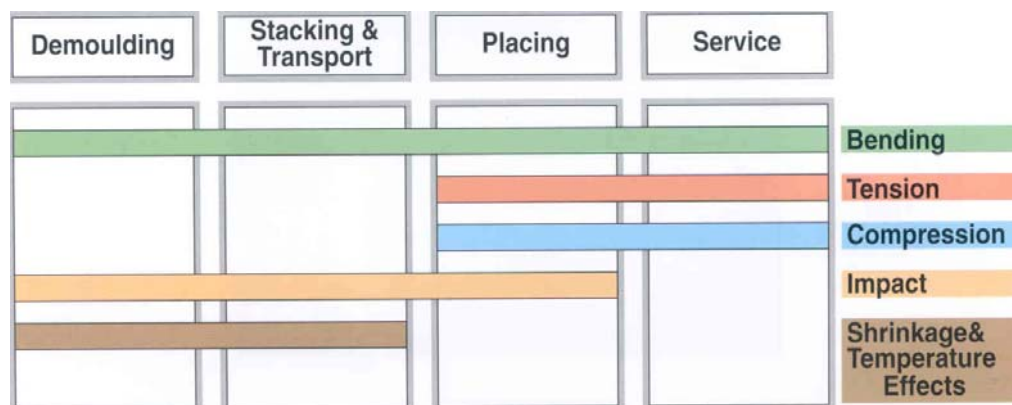 Demoulding
Stacking &
Transport
Placing
Service
Bending
Tension
Compression
Impact
Shrinkage&
Temperature
Effects